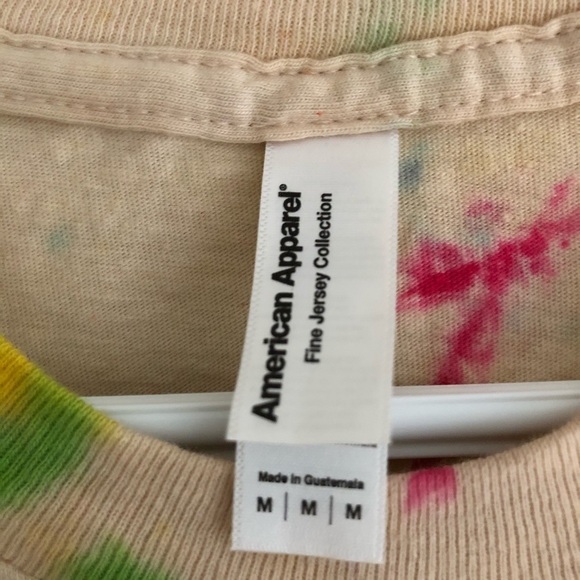 American Apparel®
Fine Jersey Collection
Made in Guatemala
M | M | M